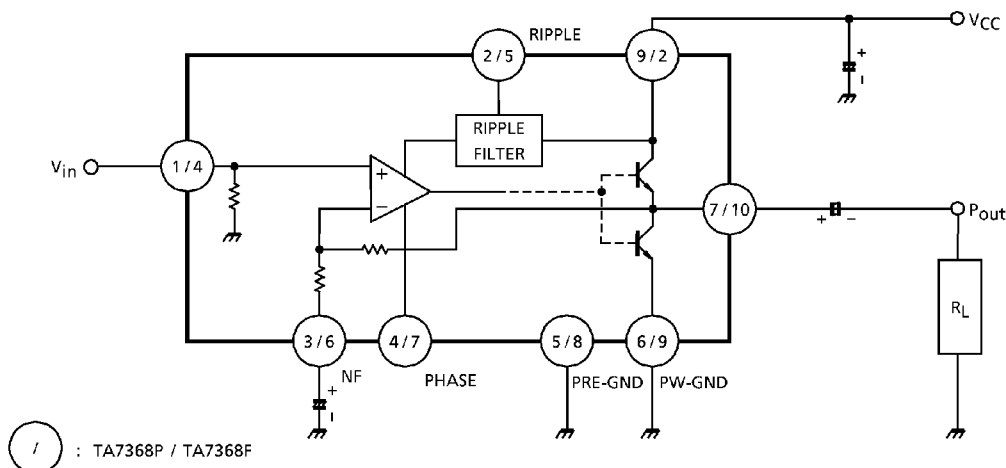 RIPPLE
VCC
2 / 5
9 / 2
+
-
RIPPLE
FILTER
Vin
1 / 4
+
-
7 / 10
+ -
Pout
RL
3 / 6
4 / 7
5 / 8
6 / 9
NF
PHASE
PRE-GND
PW-GND
+
-
/ : TA7368P / TA7368F